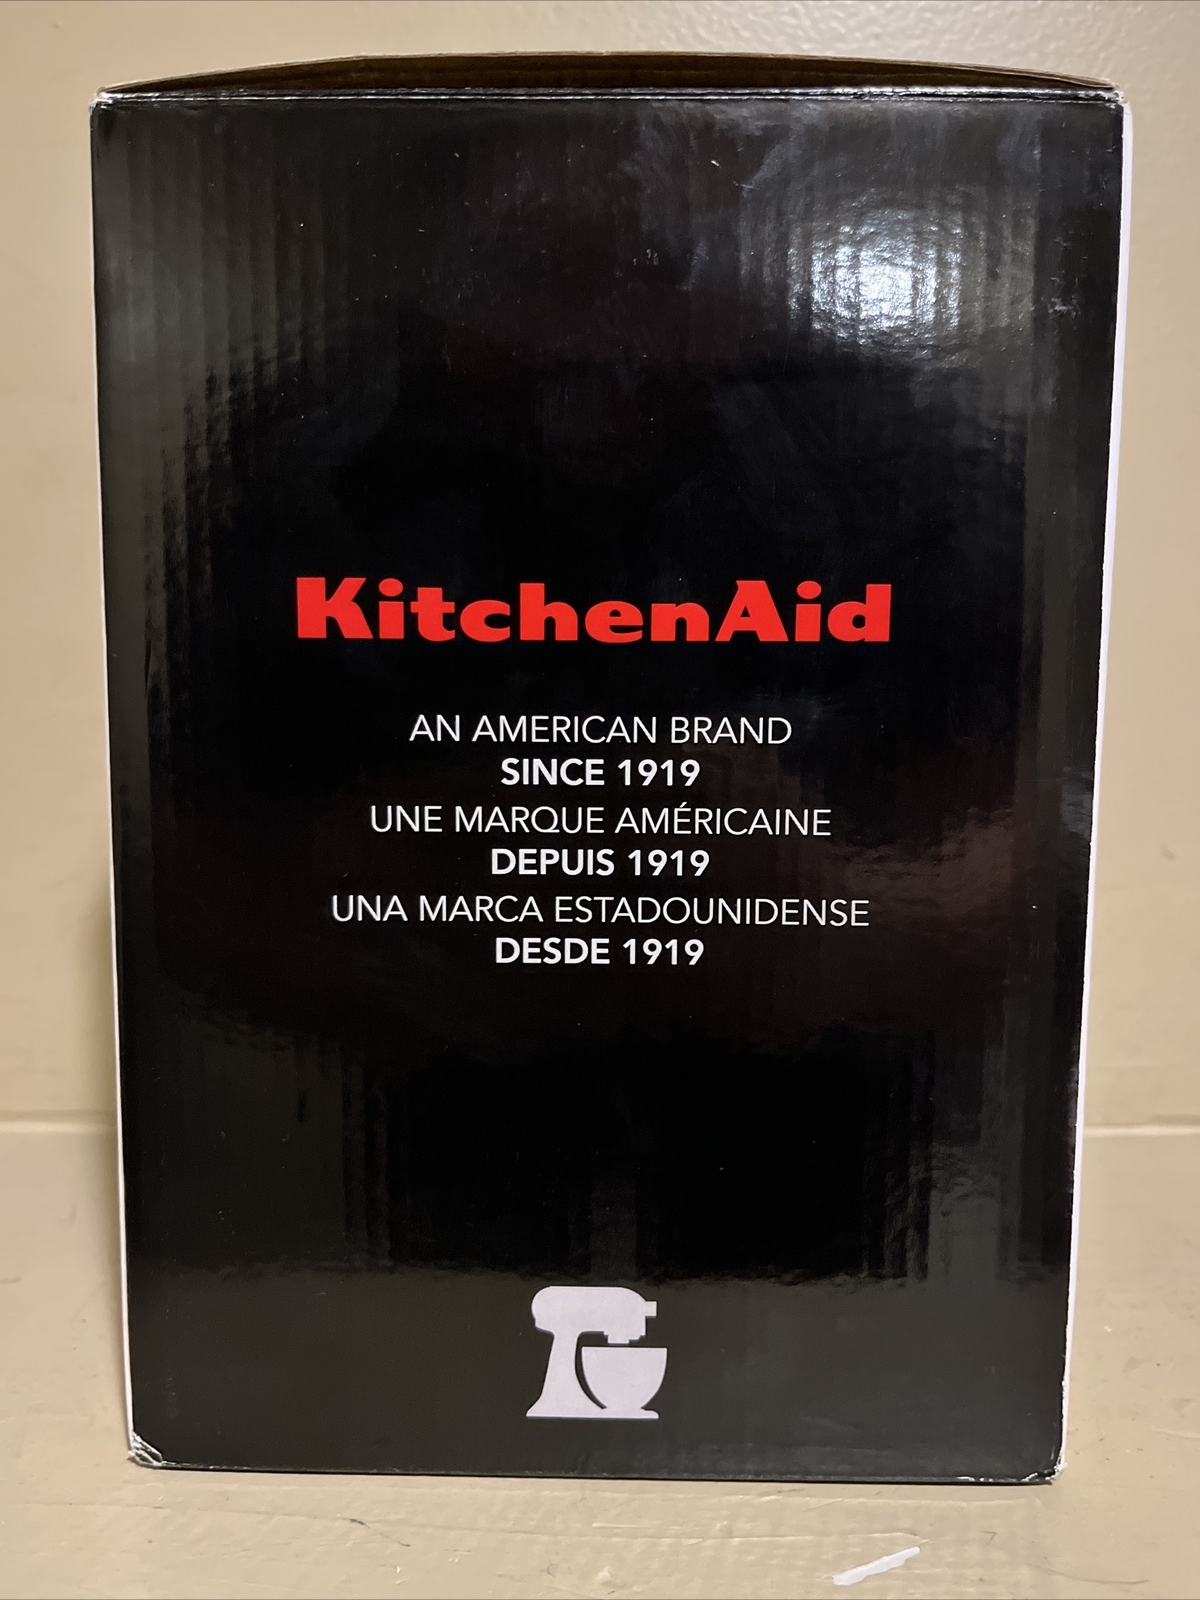 KitchenAid
AN AMERICAN BRAND
SINCE 1919
UNE MARQUE AMÉRICAINE
DEPUIS 1919
UNA MARCA ESTADOUNIDENSE
DESDE 1919